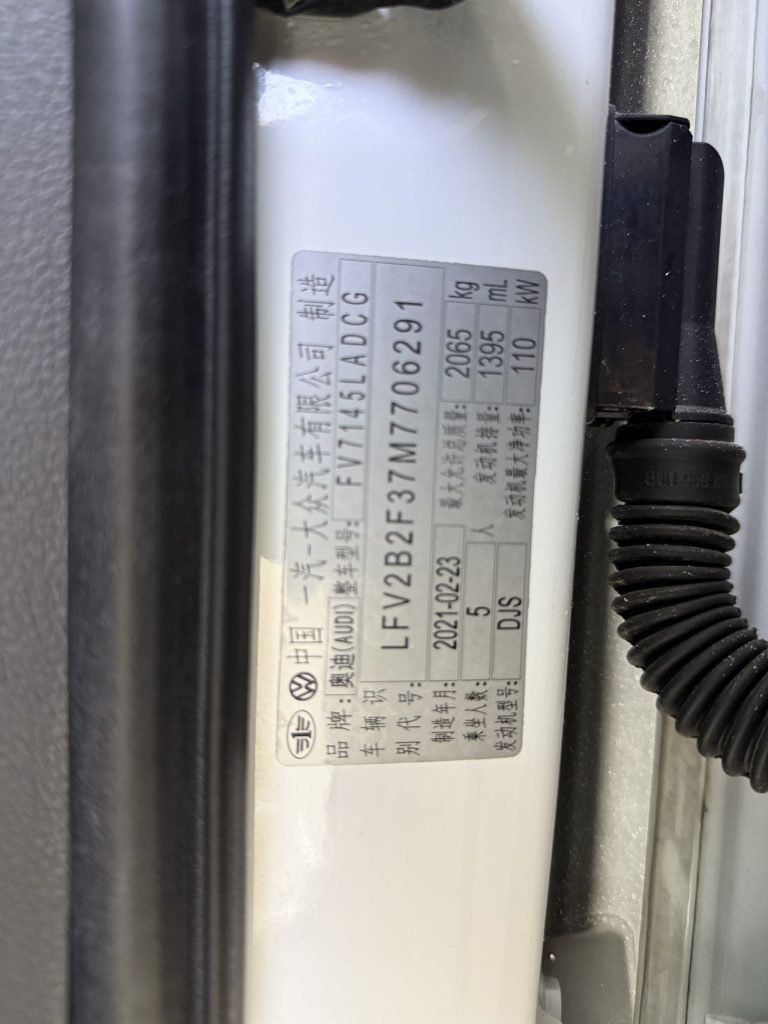 中国 一汽-大众汽车有限公司 制造
品牌: 奥迪(AUDI) 整车型号: FV7145LADCG
车辆识别代号: LFV2B2F37M7706291
制造年月: 2021-02-23 最大允许总质量: 2065 kg
乘坐人数: 5 人 发动机排量: 1395 mL
发动机型号: DJS 发动机最大净功率: 110 kW